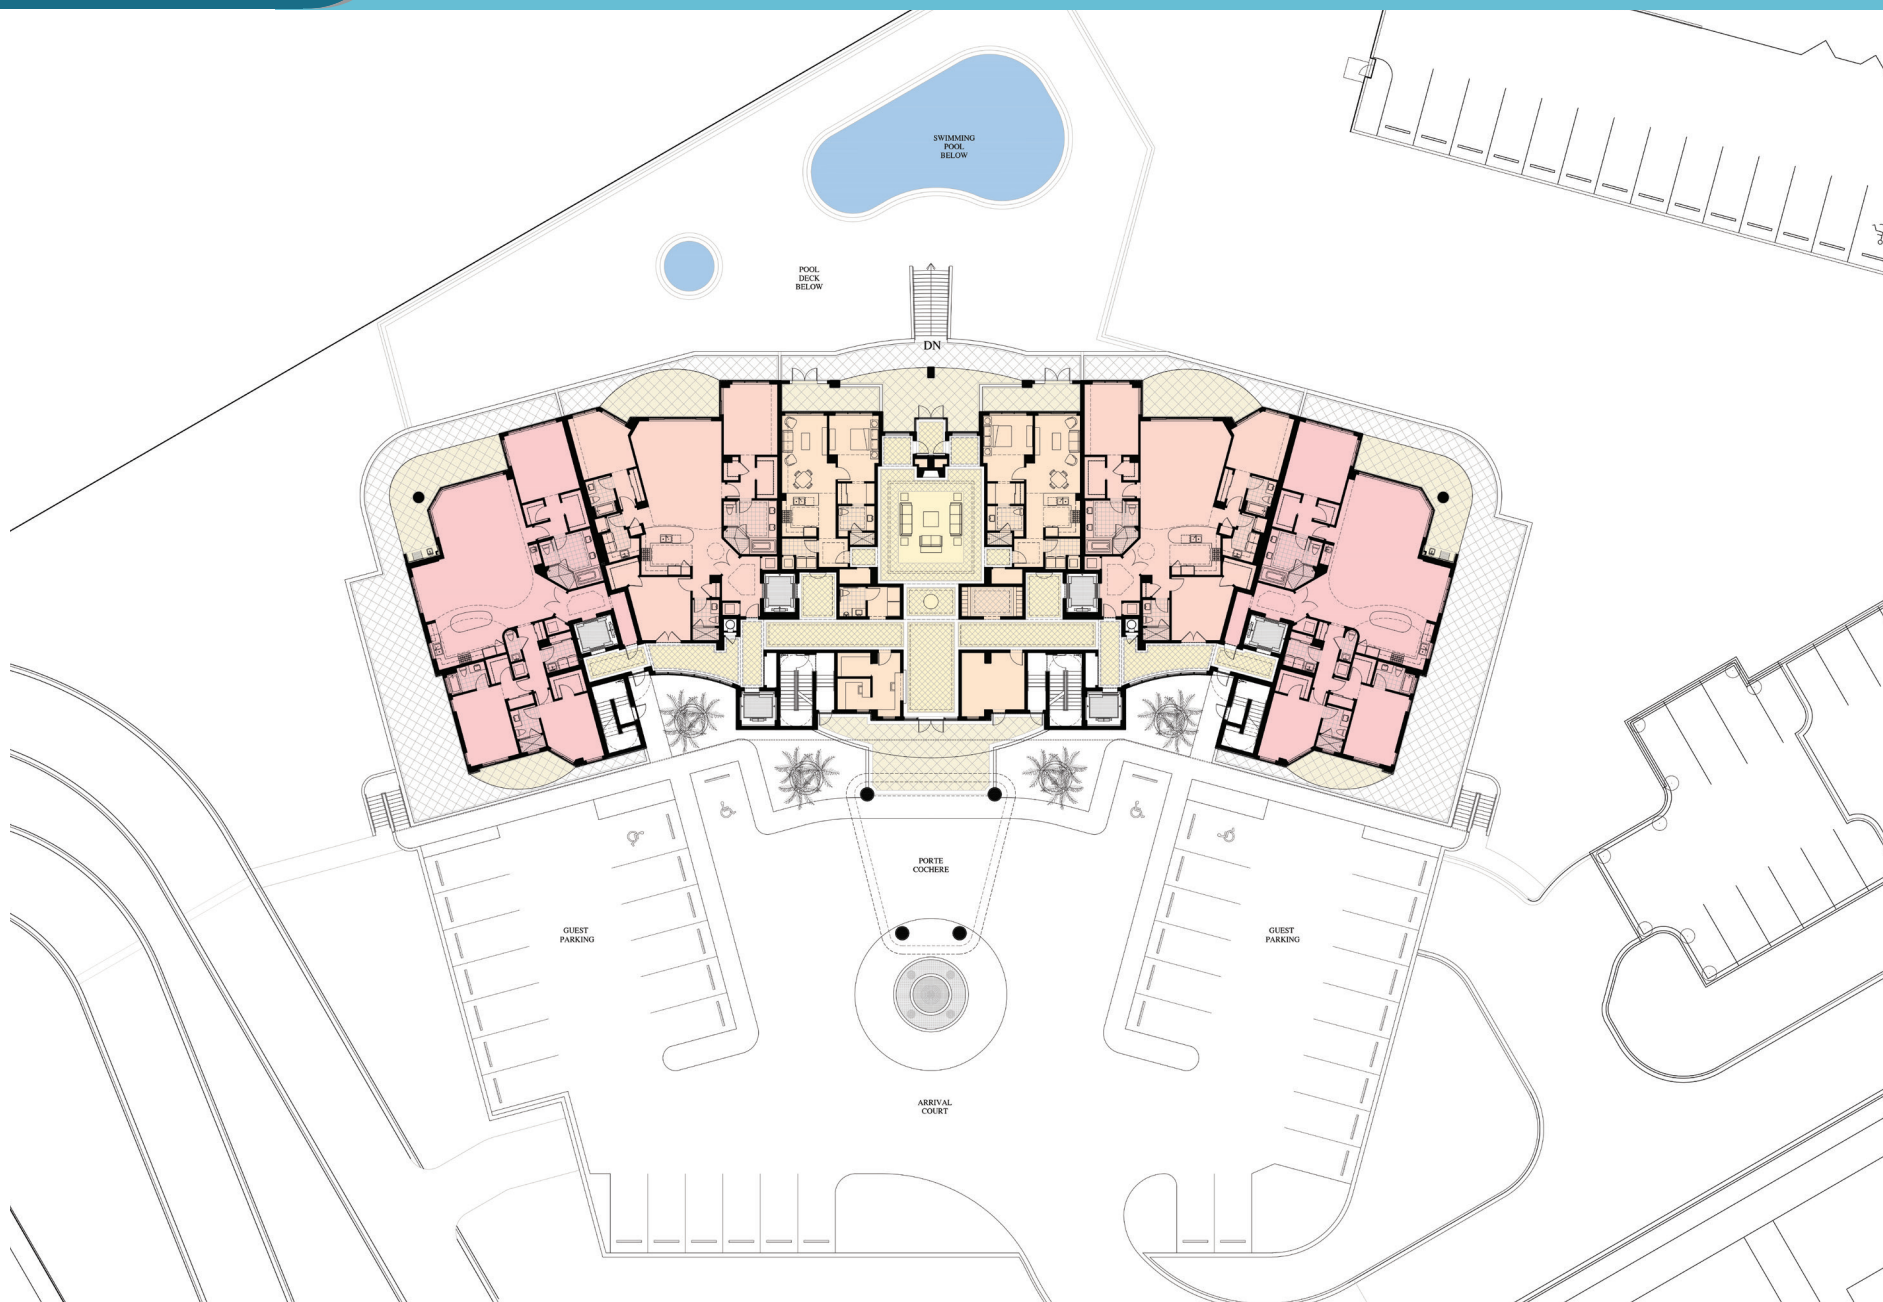 SWIMMING
POOL
BELOW
POOL
DECK
BELOW
DN
PORTE
COCHERE
GUEST
PARKING
GUEST
PARKING
ARRIVAL
COURT